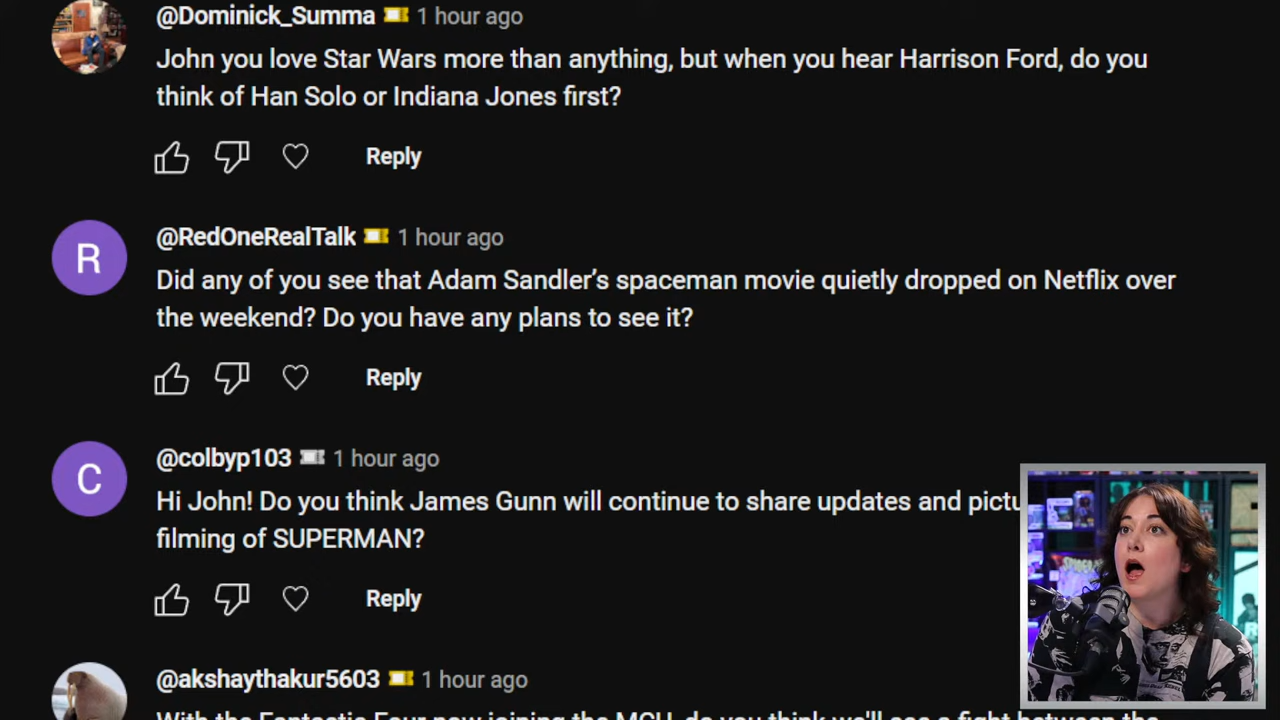 @Dominick_Summa 1 hour ago
John you love Star Wars more than anything, but when you hear Harrison Ford, do you
think of Han Solo or Indiana Jones first?
Reply
R
@RedOneRealTalk 1 hour ago
Did any of you see that Adam Sandler’s spaceman movie quietly dropped on Netflix over
the weekend? Do you have any plans to see it?
Reply
C
@colbyp103 1 hour ago
Hi John! Do you think James Gunn will continue to share updates and
filming of SUPERMAN?
Reply
@akshaythakur5603 1 hour ago
With the Fantastic Four now joining the MCU, do you think we'll see a fight between the